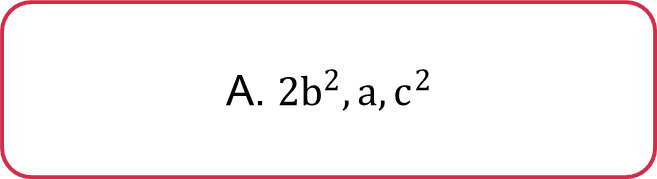 A. 2b², a, c²